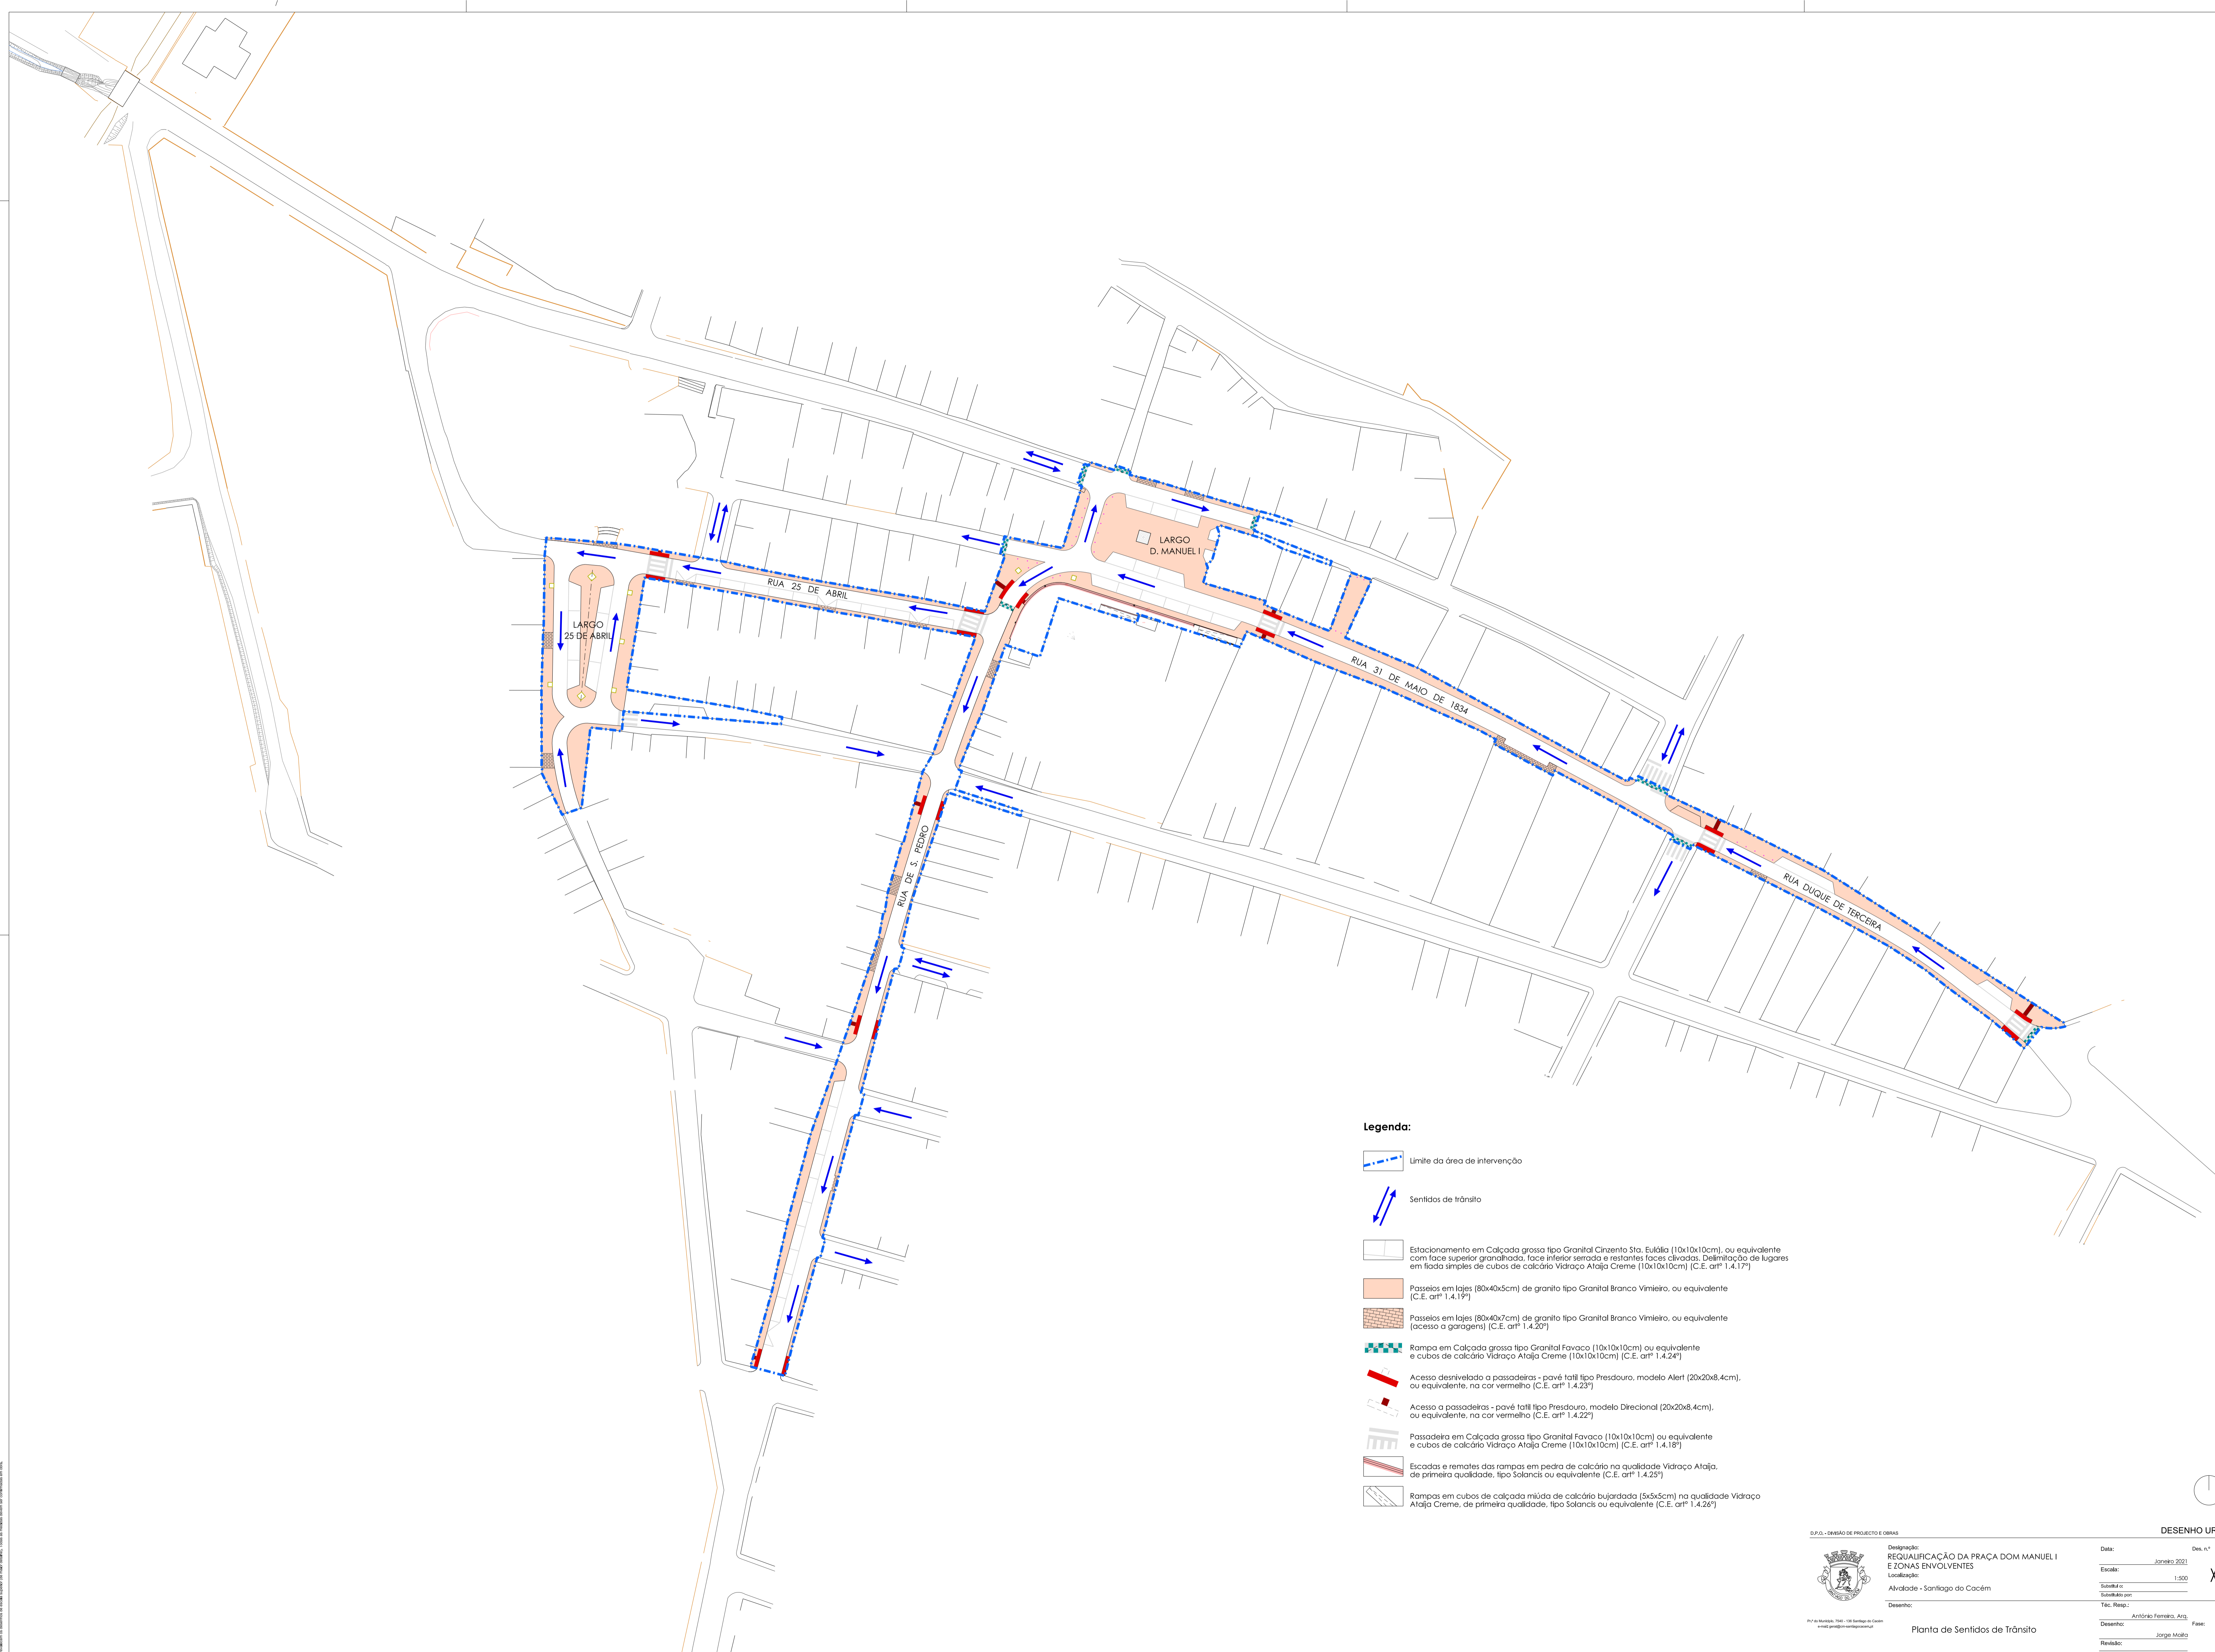 LARGO
D. MANUEL I
RUA 25 DE ABRIL
LARGO
25 DE ABRIL
RUA 31 DE MAIO DE 1834
RUA DE S. PEDRO
RUA DUQUE DE TERCEIRA
Legenda:
Limite da área de intervenção
Sentidos de trânsito
Estacionamento em Calçada grossa tipo Granital Cinzento Sta. Eulália (10x10x10cm), ou equivalente
com face superior granalhada, face inferior serrada e restantes faces clivadas. Delimitação de lugares
em fiada simples de cubos de calcário Vidraço Ataíja Creme (10x10x10cm) (C.E. artº 1.4.17º)
Passeios em lajes (80x40x5cm) de granito tipo Granital Branco Vimieiro, ou equivalente
(C.E. artº 1.4.19º)
Passeios em lajes (80x40x7cm) de granito tipo Granital Branco Vimieiro, ou equivalente
(acesso a garagens) (C.E. artº 1.4.20º)
Rampa em Calçada grossa tipo Granital Favaco (10x10x10cm) ou equivalente
e cubos de calcário Vidraço Ataíja Creme (10x10x10cm) (C.E. artº 1.4.24º)
Acesso desnivelado a passadeiras - pavé tatil tipo Presdouro, modelo Alert (20x20x8,4cm),
ou equivalente, na cor vermelho (C.E. artº 1.4.23º)
Acesso a passadeiras - pavé tatil tipo Presdouro, modelo Direcional (20x20x8.4cm),
ou equivalente, na cor vermelho (C.E. artº 1.4.22º)
Passadeira em Calçada grossa tipo Granital Favaco (10x10x10cm) ou equivalente
e cubos de calcário Vidraço Ataíja Creme (10x10x10cm) (C.E. artº 1.4.18º)
Escadas e remates das rampas em pedra de calcário na qualidade Vidraço Ataíja,
de primeira qualidade, tipo Solancis ou equivalente (C.E. artº 1.4.25º)
Rampas em cubos de calçada miúda de calcário bujardada (5x5x5cm) na qualidade Vidraço
Ataíja Creme, de primeira qualidade, tipo Solancis ou equivalente (C.E. artº 1.4.26º)
D.P.O. - DIVISÃO DE PROJECTO E OBRAS
DESENHO UR
Designação:
REQUALIFICAÇÃO DA PRAÇA DOM MANUEL I
E ZONAS ENVOLVENTES
Localização:
Alvalade - Santiago do Cacém
Desenho:
Planta de Sentidos de Trânsito
Data:
Janeiro 2021
Des. n.º
Escala:
1:500
Substitui o:
Substituído por:
Téc. Resp.:
António Ferreira, Arq.
Desenho:
Jorge Maifa
Fase:
Revisão: